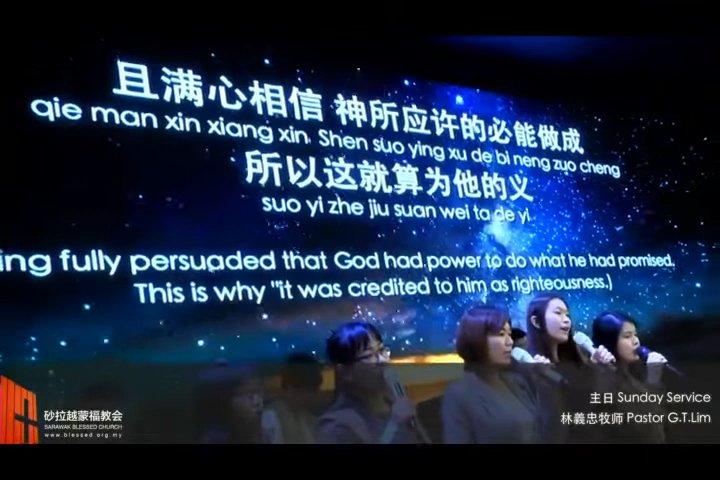 且满心相信 神所应许的必能做成
qie man xin xiang xin Shen suo ying xu de bi neng zuo cheng
所以这就算为他的义
suo yi zhe jiu suan wei ta de yi
ing fully persuaded that God had power to do what he had promised.
This is why "it was credited to him as righteousness.)
主日 Sunday Service
林義忠牧师 Pastor G.T.Lim
砂拉越蒙福教会
SARAWAK BLESSED CHURCH
www.blessed.org.my